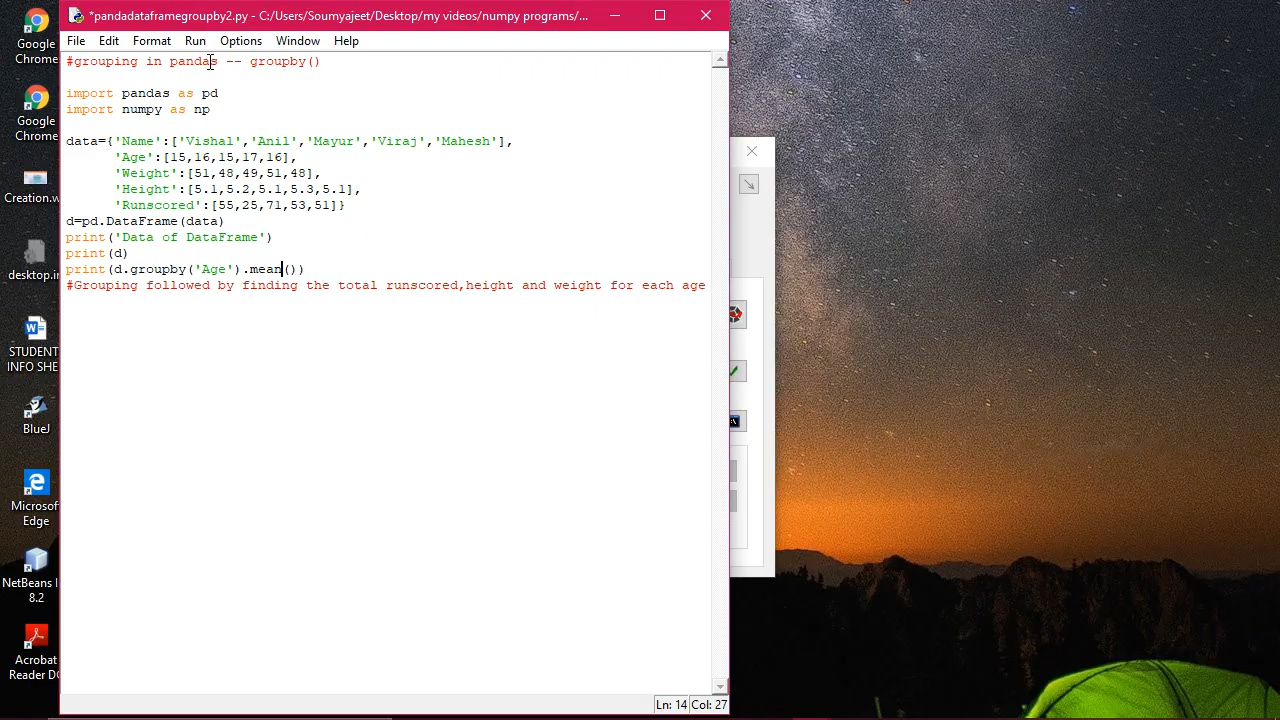 *pandadataframegroupby2.py - C:/Users/Soumyajeet/Desktop/my videos/numpy programs/...
File Edit Format Run Options Window Help
#grouping in pandas -- groupby()
import pandas as pd
import numpy as np
data={'Name':['Vishal','Anil','Mayur','Viraj','Mahesh'],
'Age':[15,16,15,17,16],
'Weight':[51,48,49,51,48],
'Height':[5.1,5.2,5.1,5.3,5.1],
'Runscored':[55,25,71,53,51]}
d=pd.DataFrame(data)
print('Data of DataFrame')
print(d)
print(d.groupby('Age').mean())
#Grouping followed by finding the total runscored,height and weight for each age
Ln: 14 Col: 27
Google
Chrome
Google
Chrome
Creation.w
desktop.in
STUDENT
INFO SHE
BlueJ
Microsof
Edge
NetBeans I
8.2
Acrobat
Reader DC